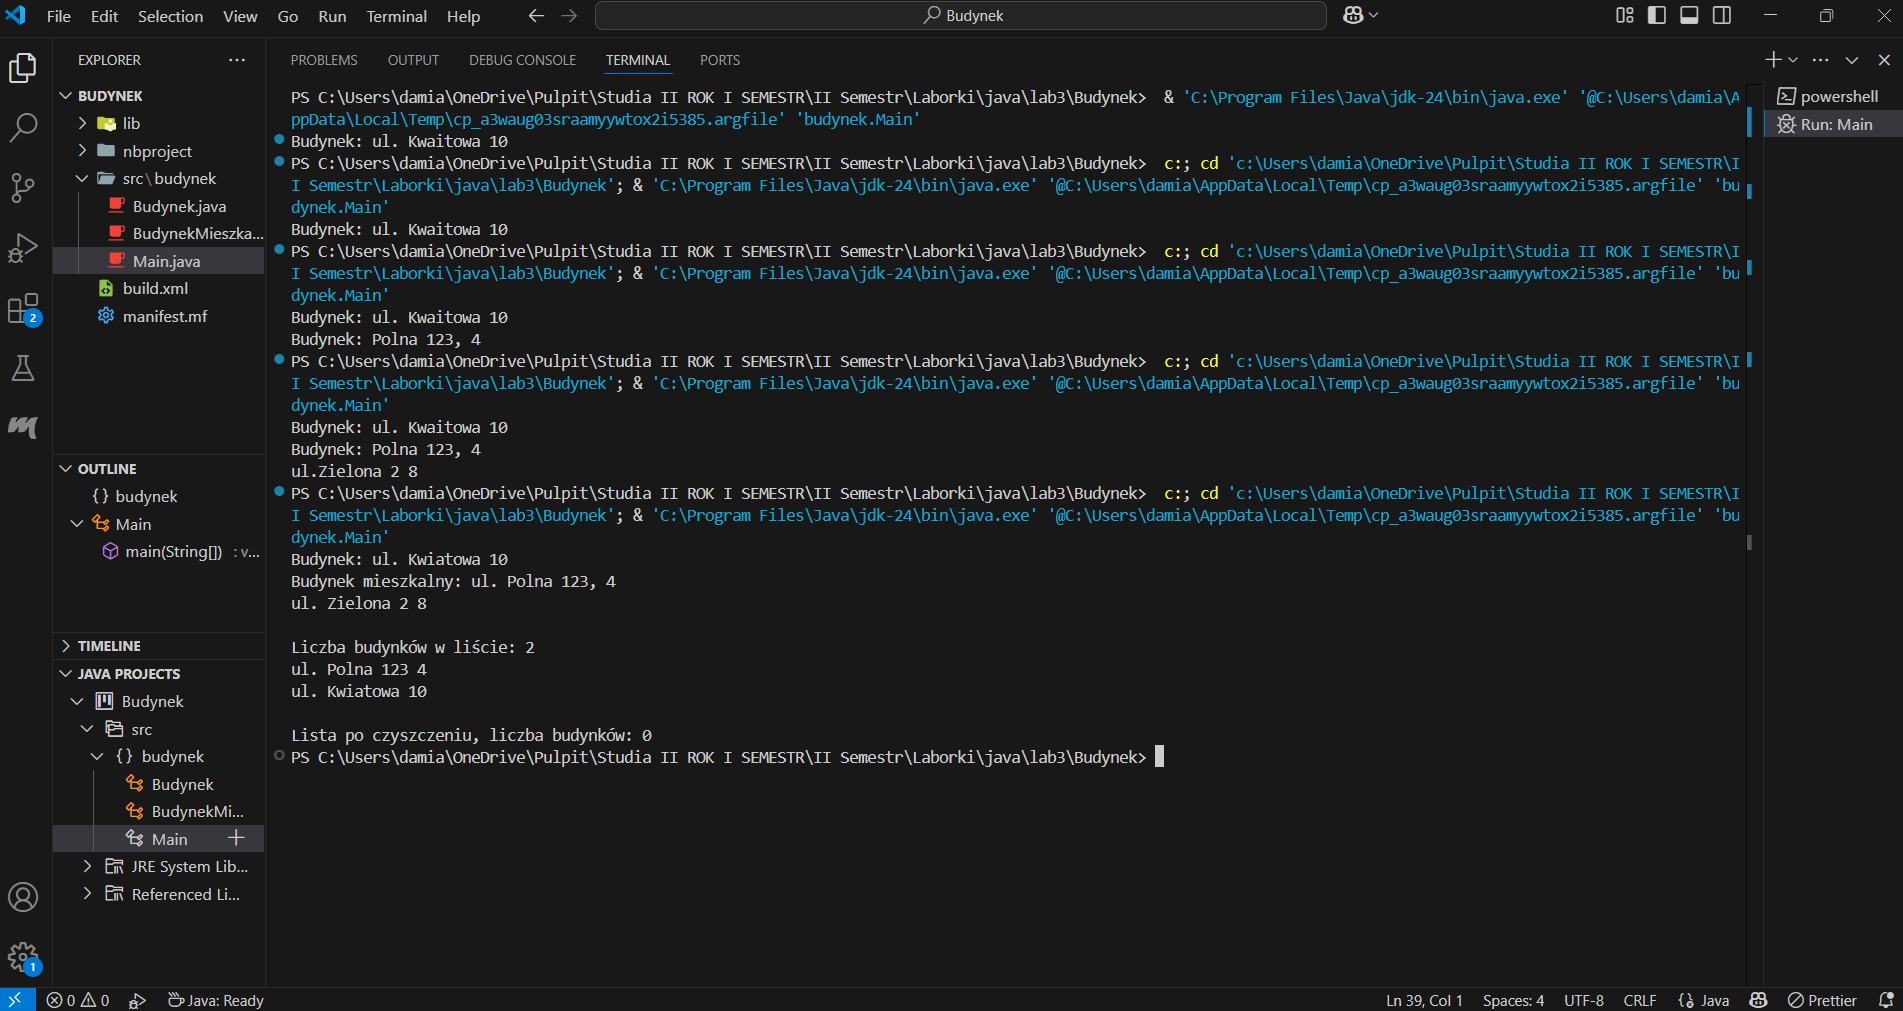 File Edit Selection View Go Run Terminal Help
Budynek
EXPLORER
BUDYNEK
lib
nbproject
src\budynek
Budynek.java
BudynekMieszka...
Main.java
build.xml
manifest.mf
OUTLINE
{} budynek
Main
main(String[]) : v...
TIMELINE
JAVA PROJECTS
Budynek
src
{} budynek
Budynek
BudynekMi...
Main
JRE System Lib...
Referenced Li...
2
1
PROBLEMS OUTPUT DEBUG CONSOLE TERMINAL PORTS
PS C:\Users\damia\OneDrive\Pulpit\Studia II ROK I SEMESTR\II Semestr\Laborki\java\lab3\Budynek>  & 'C:\Program Files\Java\jdk-24\bin\java.exe' '@C:\Users\damia\A
ppData\Local\Temp\cp_a3waug03sraamyywtox2i5385.argfile' 'budynek.Main'
Budynek: ul. Kwaitowa 10
PS C:\Users\damia\OneDrive\Pulpit\Studia II ROK I SEMESTR\II Semestr\Laborki\java\lab3\Budynek>  c:; cd 'c:\Users\damia\OneDrive\Pulpit\Studia II ROK I SEMESTR\I
I Semestr\Laborki\java\lab3\Budynek'; & 'C:\Program Files\Java\jdk-24\bin\java.exe' '@C:\Users\damia\AppData\Local\Temp\cp_a3waug03sraamyywtox2i5385.argfile' 'bu
dynek.Main'
Budynek: ul. Kwaitowa 10
PS C:\Users\damia\OneDrive\Pulpit\Studia II ROK I SEMESTR\II Semestr\Laborki\java\lab3\Budynek>  c:; cd 'c:\Users\damia\OneDrive\Pulpit\Studia II ROK I SEMESTR\I
I Semestr\Laborki\java\lab3\Budynek'; & 'C:\Program Files\Java\jdk-24\bin\java.exe' '@C:\Users\damia\AppData\Local\Temp\cp_a3waug03sraamyywtox2i5385.argfile' 'bu
dynek.Main'
Budynek: ul. Kwaitowa 10
Budynek: Polna 123, 4
PS C:\Users\damia\OneDrive\Pulpit\Studia II ROK I SEMESTR\II Semestr\Laborki\java\lab3\Budynek>  c:; cd 'c:\Users\damia\OneDrive\Pulpit\Studia II ROK I SEMESTR\I
I Semestr\Laborki\java\lab3\Budynek'; & 'C:\Program Files\Java\jdk-24\bin\java.exe' '@C:\Users\damia\AppData\Local\Temp\cp_a3waug03sraamyywtox2i5385.argfile' 'bu
dynek.Main'
Budynek: ul. Kwaitowa 10
Budynek: Polna 123, 4
ul.Zielona 2 8
PS C:\Users\damia\OneDrive\Pulpit\Studia II ROK I SEMESTR\II Semestr\Laborki\java\lab3\Budynek>  c:; cd 'c:\Users\damia\OneDrive\Pulpit\Studia II ROK I SEMESTR\I
I Semestr\Laborki\java\lab3\Budynek'; & 'C:\Program Files\Java\jdk-24\bin\java.exe' '@C:\Users\damia\AppData\Local\Temp\cp_a3waug03sraamyywtox2i5385.argfile' 'bu
dynek.Main'
Budynek: ul. Kwiatowa 10
Budynek mieszkalny: ul. Polna 123, 4
ul. Zielona 2 8
Liczba budynków w liście: 2
ul. Polna 123 4
ul. Kwiatowa 10
Lista po czyszczeniu, liczba budynków: 0
PS C:\Users\damia\OneDrive\Pulpit\Studia II ROK I SEMESTR\II Semestr\Laborki\java\lab3\Budynek>
powershell
Run: Main
0 0 Java: Ready Ln 39, Col 1 Spaces: 4 UTF-8 CRLF Java Prettier